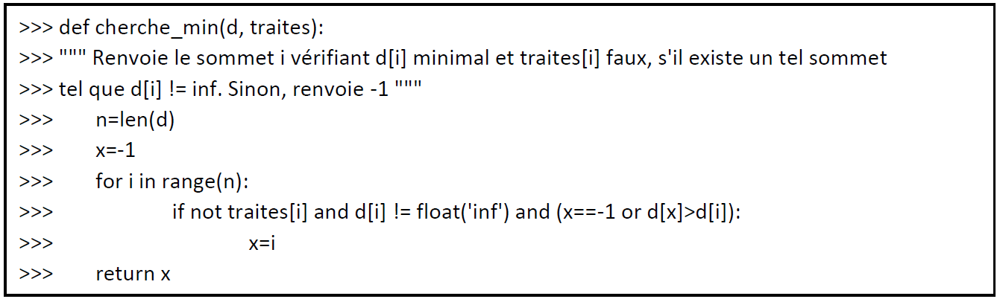 >>> def cherche_min(d, traites):
>>> """ Renvoie le sommet i vérifiant d[i] minimal et traites[i] faux, s'il existe un tel sommet
>>> tel que d[i] != inf. Sinon, renvoie -1 """
>>> n=len(d)
>>> x=-1
>>> for i in range(n):
>>> if not traites[i] and d[i] != float('inf') and (x==-1 or d[x]>d[i]):
>>> x=i
>>> return x